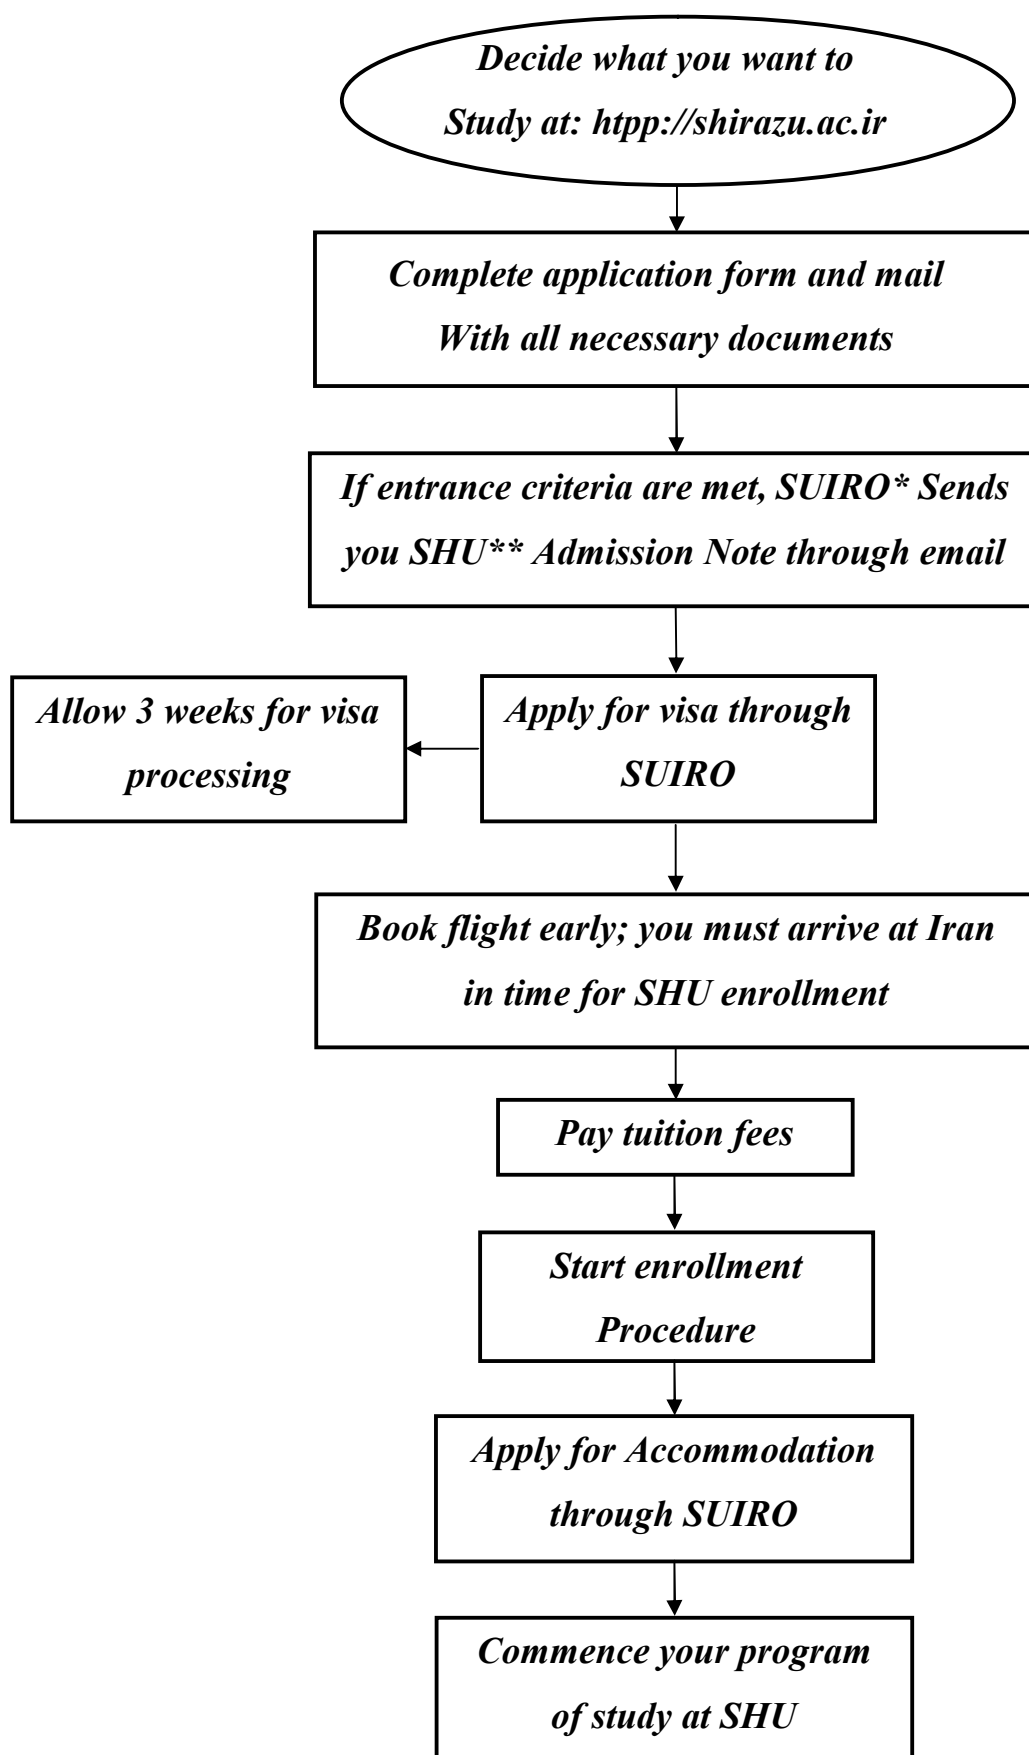 Decide what you want to
Study at: htpp://shirazu.ac.ir
Complete application form and mail
With all necessary documents
If entrance criteria are met, SUIRO* Sends
you SHU** Admission Note through email
Allow 3 weeks for visa
processing
Apply for visa through
SUIRO
Book flight early; you must arrive at Iran
in time for SHU enrollment
Pay tuition fees
Start enrollment
Procedure
Apply for Accommodation
through SUIRO
Commence your program
of study at SHU